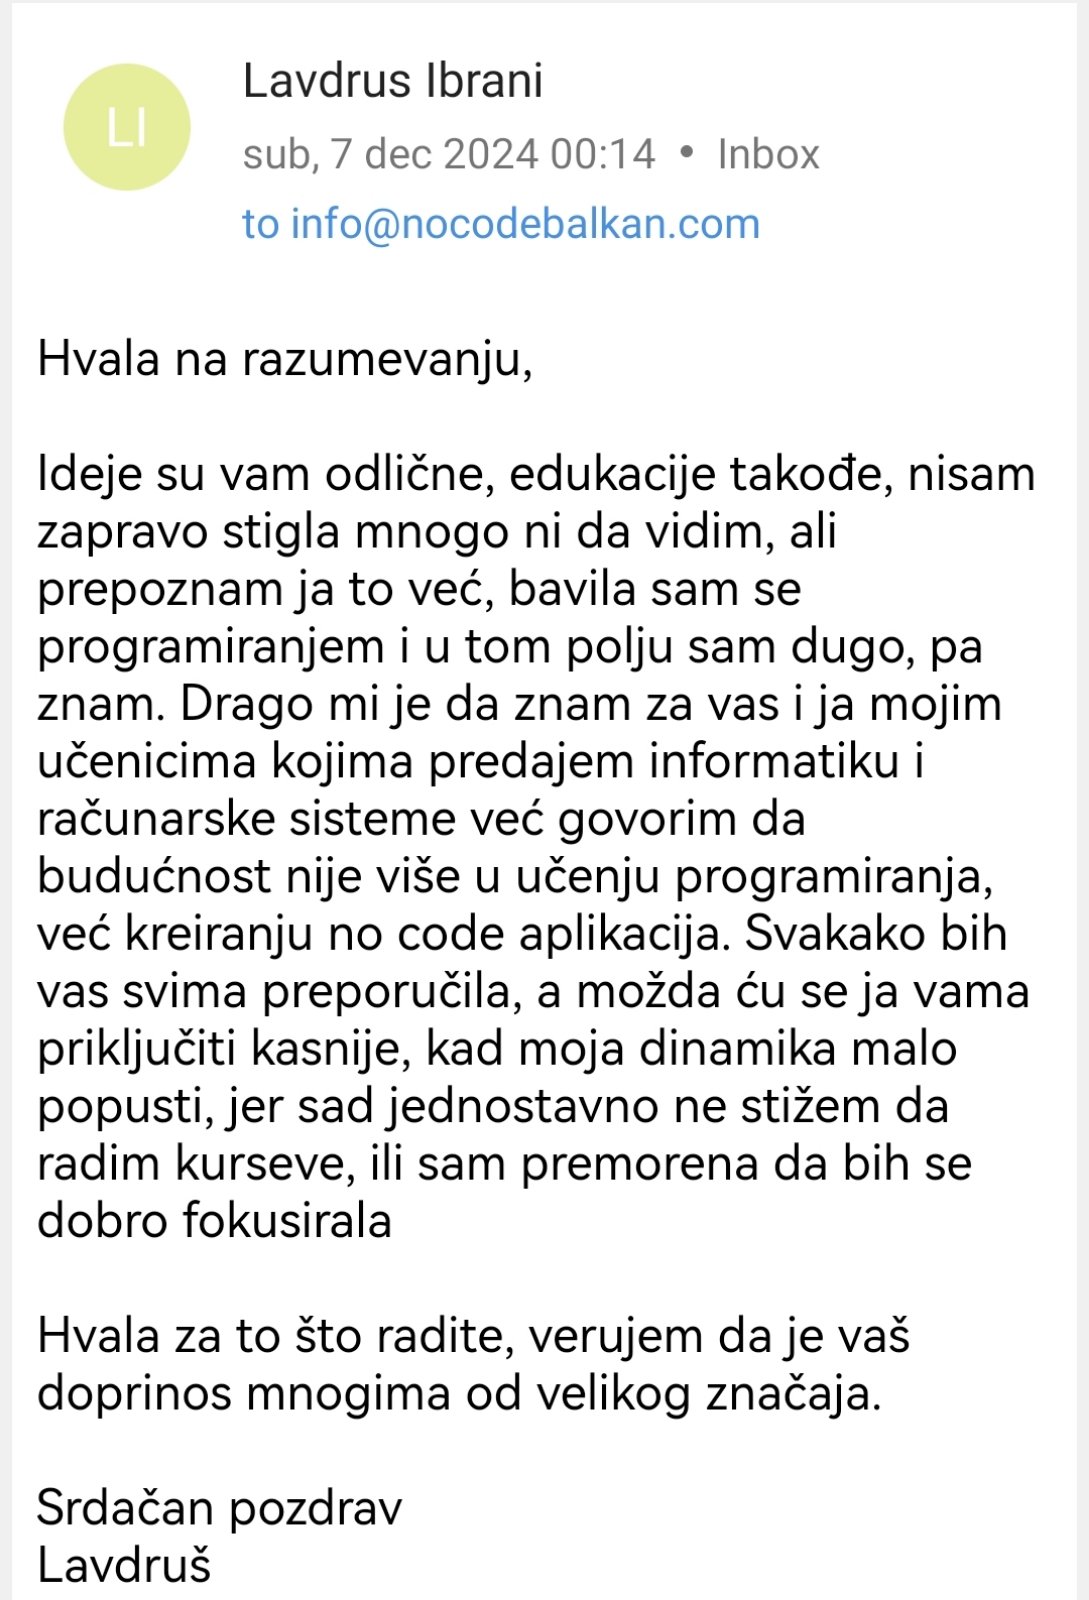 LI
Lavdrus Ibrani
sub, 7 dec 2024 00:14 • Inbox
to info@nocodebalkan.com
Hvala na razumevanju,
Ideje su vam odlične, edukacije takođe, nisam
zapravo stigla mnogo ni da vidim, ali
prepoznam ja to već, bavila sam se
programiranjem i u tom polju sam dugo, pa
znam. Drago mi je da znam za vas i ja mojim
učenicima kojima predajem informatiku i
računarske sisteme već govorim da
budućnost nije više u učenju programiranja,
već kreiranju no code aplikacija. Svakako bih
vas svima preporučila, a možda ću se ja vama
priključiti kasnije, kad moja dinamika malo
popusti, jer sad jednostavno ne stižem da
radim kurseve, ili sam premorena da bih se
dobro fokusirala
Hvala za to što radite, verujem da je vaš
doprinos mnogima od velikog značaja.
Srdačan pozdrav
Lavdruš